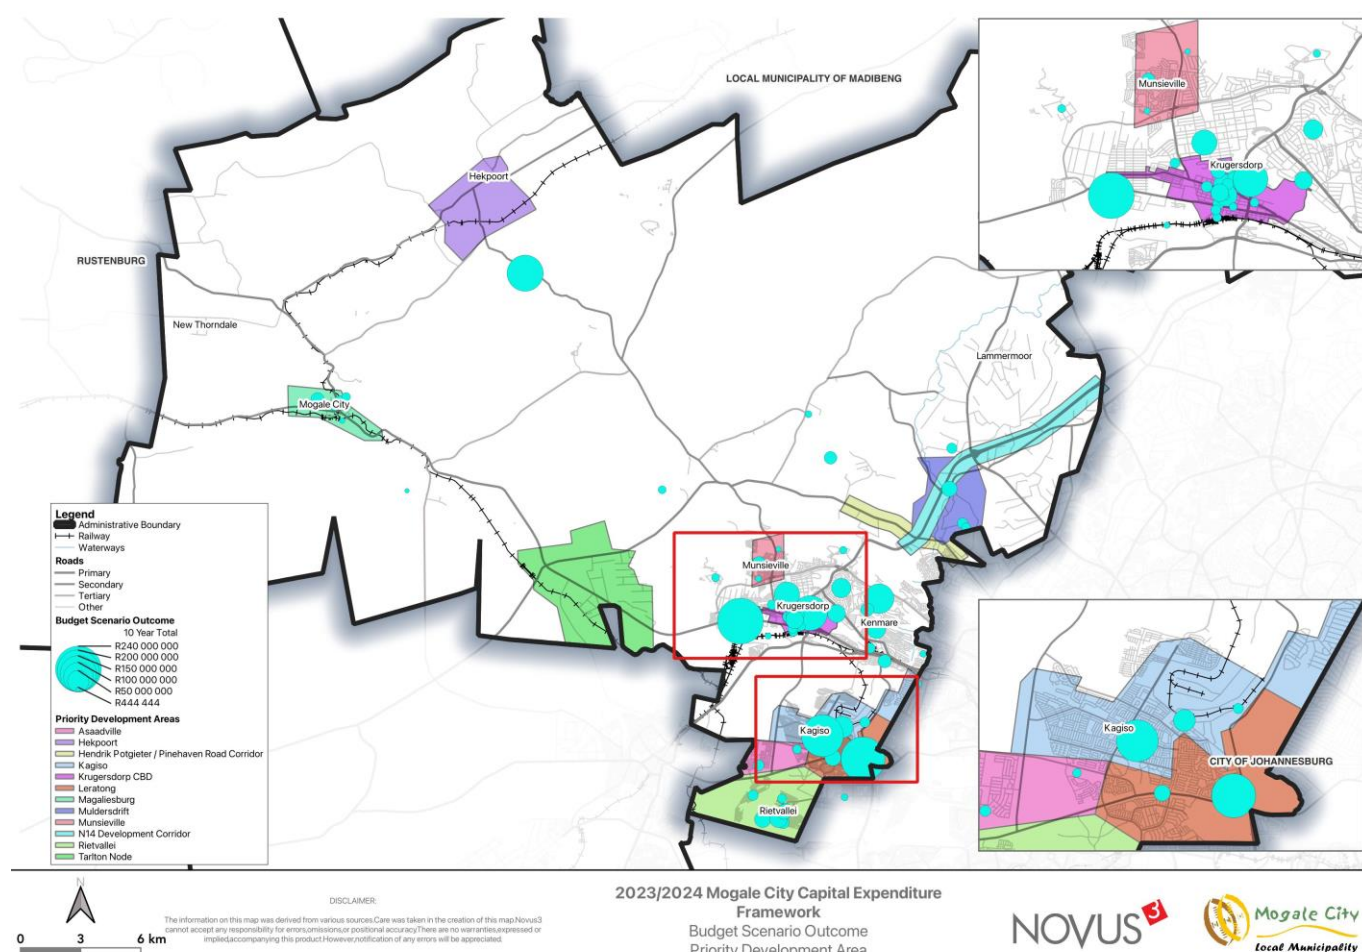 LOCAL MUNICIPALITY OF MADIBENG
Munsieville
Krugersdorp
Hekpoort
RUSTENBURG
New Thorndale
Lammermoor
Mogale City
Munsieville
Krugersdorp
Kenmare
Kagiso
Rietvallei
Kagiso
CITY OF JOHANNESBURG
Legend
Administrative Boundary
Railway
Waterways
Roads
Primary
Secondary
Tertiary
Other
Budget Scenario Outcome
10 Year Total
R240 000 000
R200 000 000
R150 000 000
R100 000 000
R50 000 000
R444 444
Priority Development Areas
Asaadville
Hekpoort
Hendrik Potgieter / Pinehaven Road Corridor
Kagiso
Krugersdorp CBD
Leratong
Magaliesburg
Muldersdrift
Munsieville
N14 Development Corridor
Rietvallei
Tarlton Node
N
0 3 6 km
DISCLAIMER:
The information on this map was derived from various sources.Care was taken in the creation of this map.Novus3
cannot accept any responsibility for errors,omissions,or positional accuracy.There are no warranties,expressed or
implied,accompanying this product.However,notification of any errors will be appreciated.
2023/2024 Mogale City Capital Expenditure
Framework
Budget Scenario Outcome
Priority Development Area
NOVUS3
Mogale City
Local Municipality